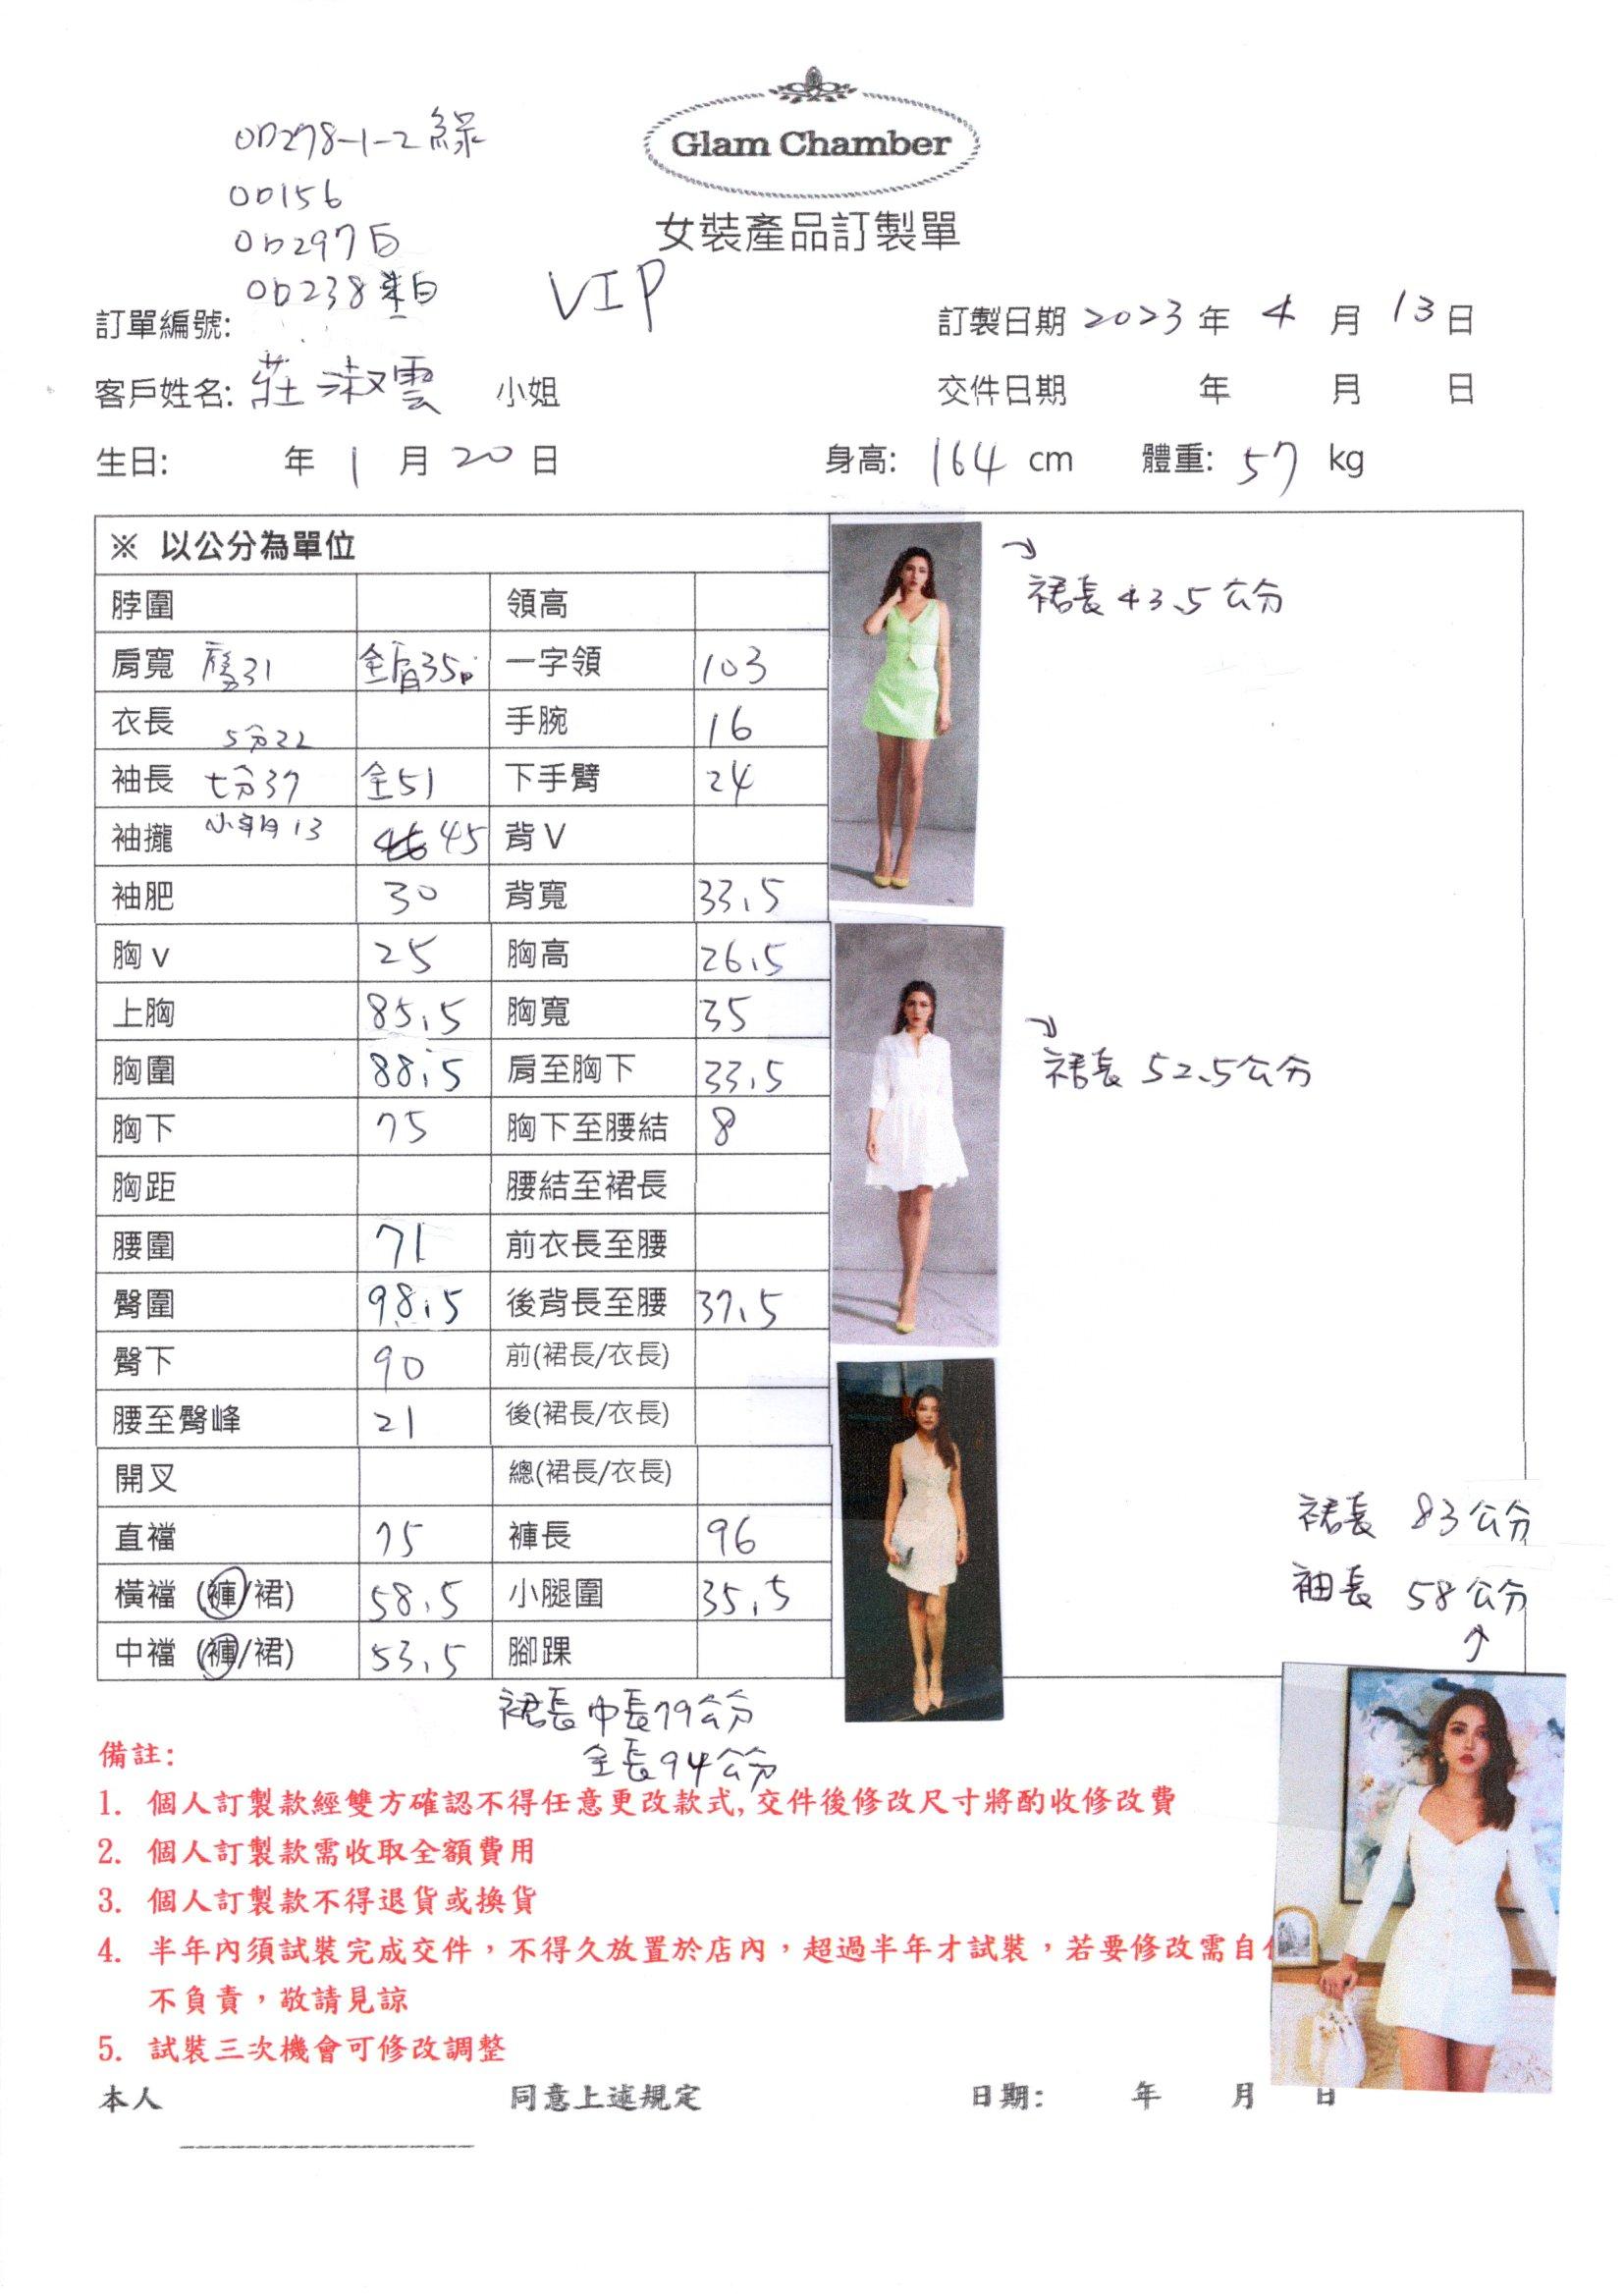 OD278-1-2 綠
Glam Chamber
OD156
OD297白
女裝產品訂製單
OD238 米白
VIP
訂單編號:
訂製日期 2023 年 4 月 13 日
客戶姓名: 莊淑雲 小姐
交件日期 年 月 日
生日: 年 1 月 20 日 身高: 164 cm 體重: 57 kg
※ 以公分為單位
裙長 43.5公分
脖圍 領高
肩寬 31 全肩35 一字領 103
衣長 手腕 16
5分22
袖長 七分37 全51 下手臂 24
袖攏 13 45 背V
袖肥 30 背寬 33.5
胸v 25 胸高 26.5
上胸 85.5 胸寬 35
胸圍 88.5 肩至胸下 33.5
裙長 52.5公分
胸下 75 胸下至腰結 8
胸距 腰結至裙長
腰圍 71 前衣長至腰
臀圍 98.5 後背長至腰 37.5
臀下 90 前(裙長/衣長)
腰至臀峰 21 後(裙長/衣長)
開叉 總(裙長/衣長)
直襠 75 褲長 96
裙長 83公分
橫襠 (褲/裙) 58.5 小腿圍 35.5
袖長 58公分
中襠 (褲/裙) 53.5 腳踝
裙長 中長79公分
全長94公分
備註:
1. 個人訂製款經雙方確認不得任意更改款式,交件後修改尺寸將酌收修改費
2. 個人訂製款需收取全額費用
3. 個人訂製款不得退貨或換貨
4. 半年內須試裝完成交件，不得久放置於店內，超過半年才試裝，若要修改需自
不負責，敬請見諒
5. 試裝三次機會可修改調整
本人 同意上述規定 日期: 年 月 日